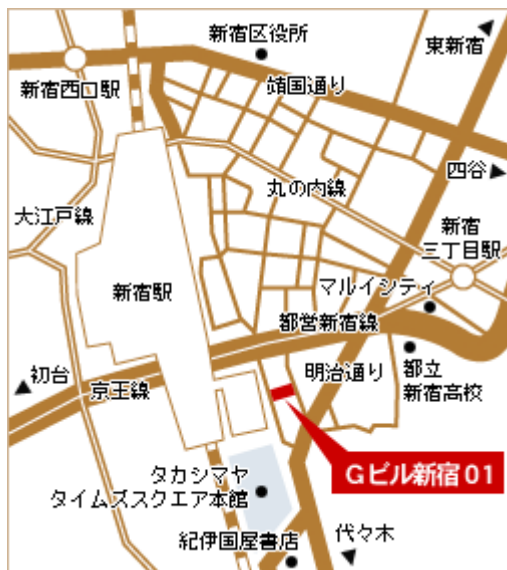 新宿区役所
東新宿
新宿西口駅
靖国通り
四谷
丸の内線
大江戸線
新宿
三丁目駅
新宿駅
マルイシティ
都営新宿線
初台
京王線
明治通り
都立
新宿高校
Gビル新宿01
タカシマヤ
タイムズスクエア本館
紀伊国屋書店
代々木